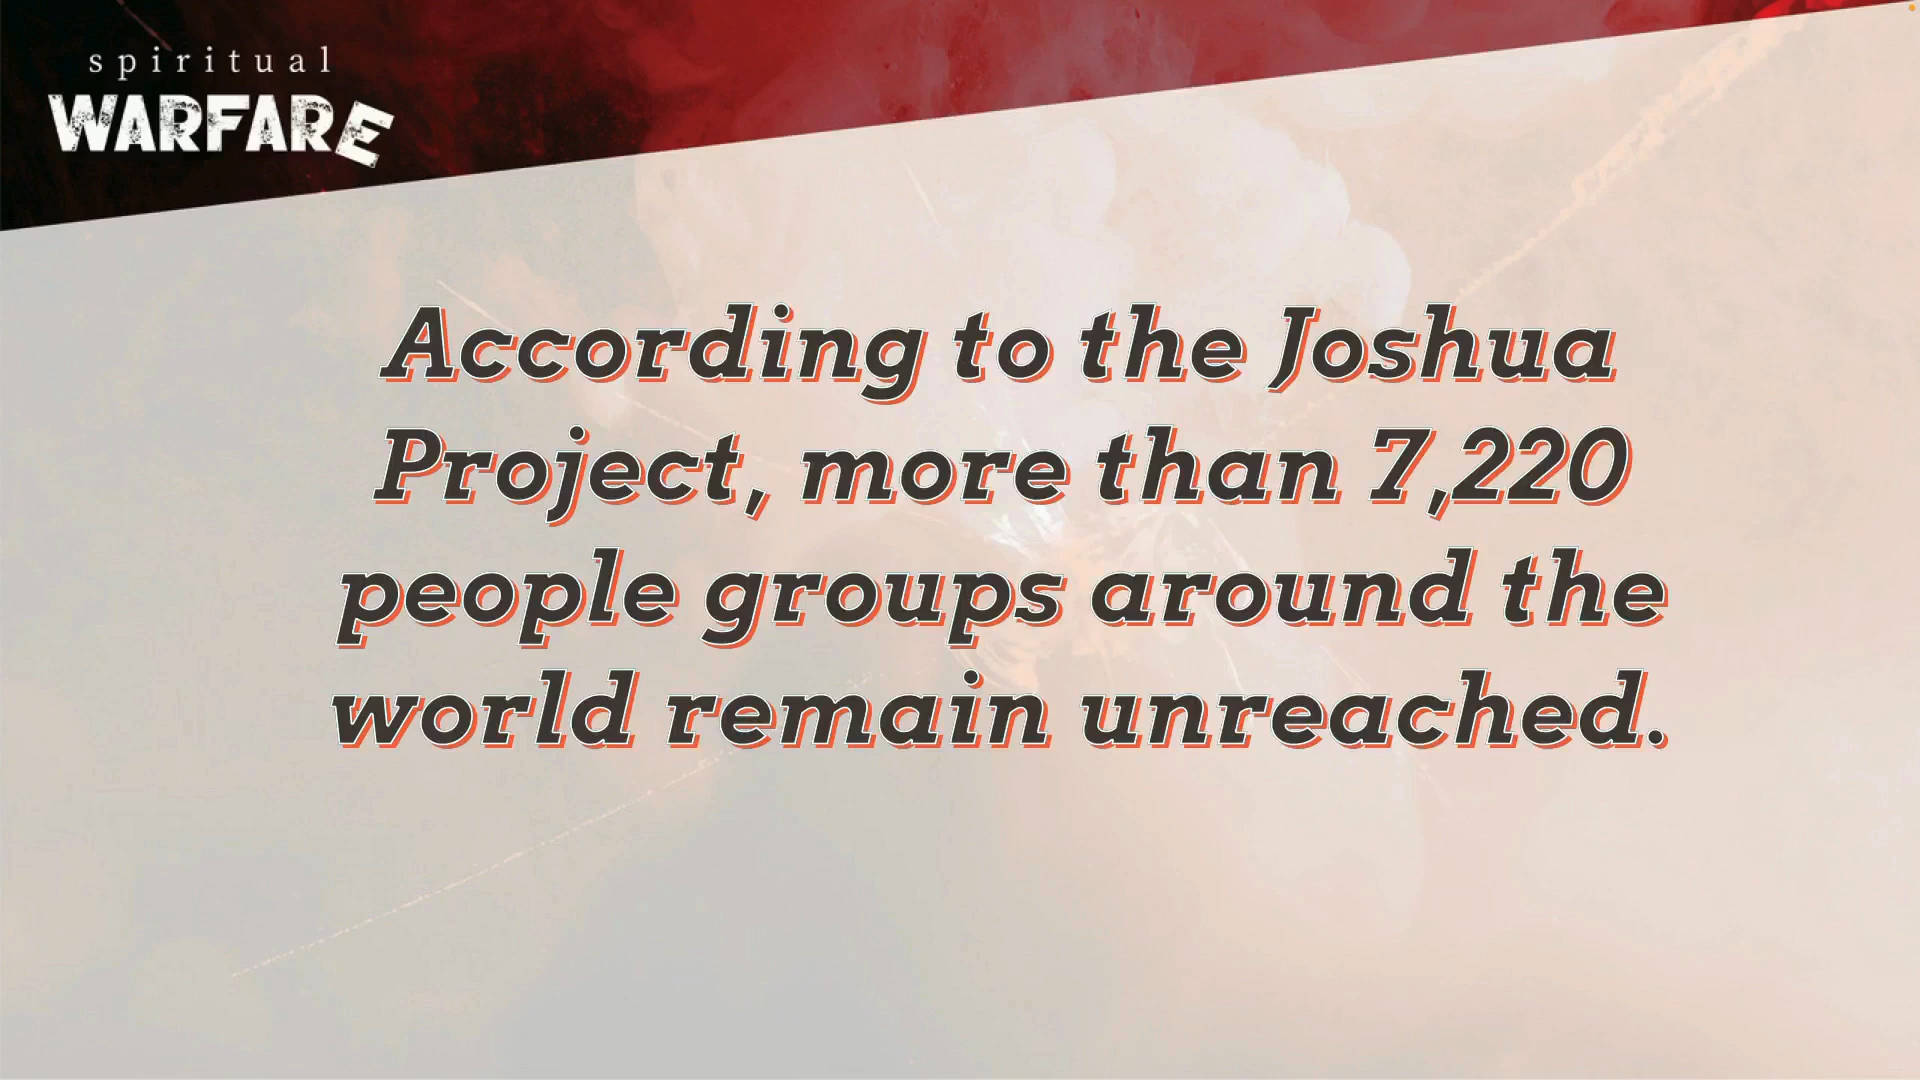 spiritual
WARFARE
According to the Joshua
Project, more than 7,220
people groups around the
world remain unreached.